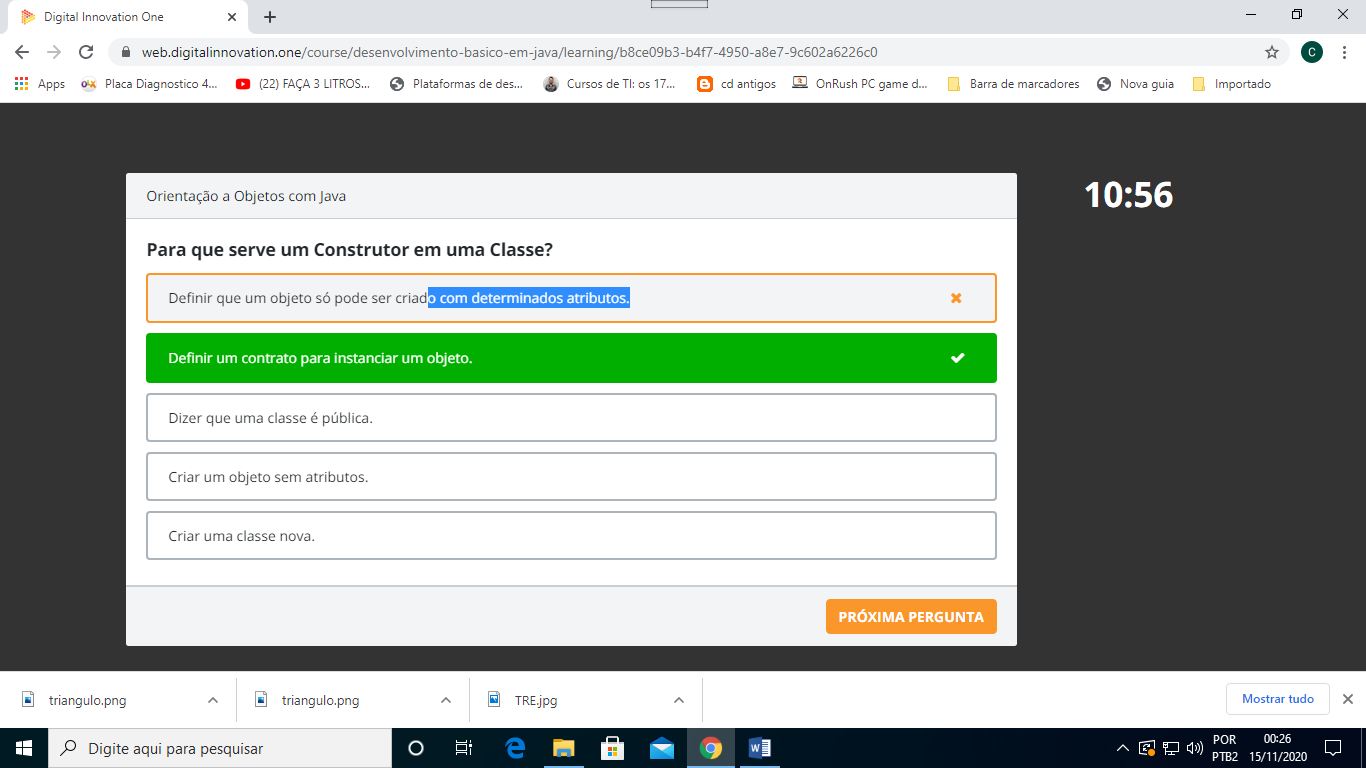 Digital Innovation One
web.digitalinnovation.one/course/desenvolvimento-basico-em-java/learning/b8ce09b3-b4f7-4950-a8e7-9c602a6226c0
C
Apps Placa Diagnostico 4... (22) FAÇA 3 LITROS... Plataformas de des... Cursos de TI: os 17... cd antigos OnRush PC game d... Barra de marcadores Nova guia Importado
Orientação a Objetos com Java
10:56
Para que serve um Construtor em uma Classe?
Definir que um objeto só pode ser criado com determinados atributos.
Definir um contrato para instanciar um objeto.
Dizer que uma classe é pública.
Criar um objeto sem atributos.
Criar uma classe nova.
PRÓXIMA PERGUNTA
triangulo.png triangulo.png TRE.jpg Mostrar tudo
Digite aqui para pesquisar
POR 00:26
PTB2 15/11/2020